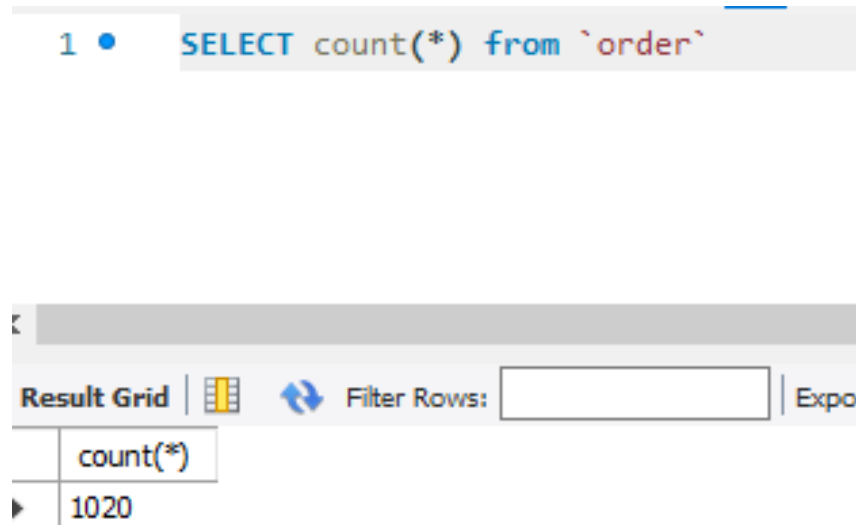 1 SELECT count(*) from `order`
Result Grid Filter Rows: Expo
count(*)
1020